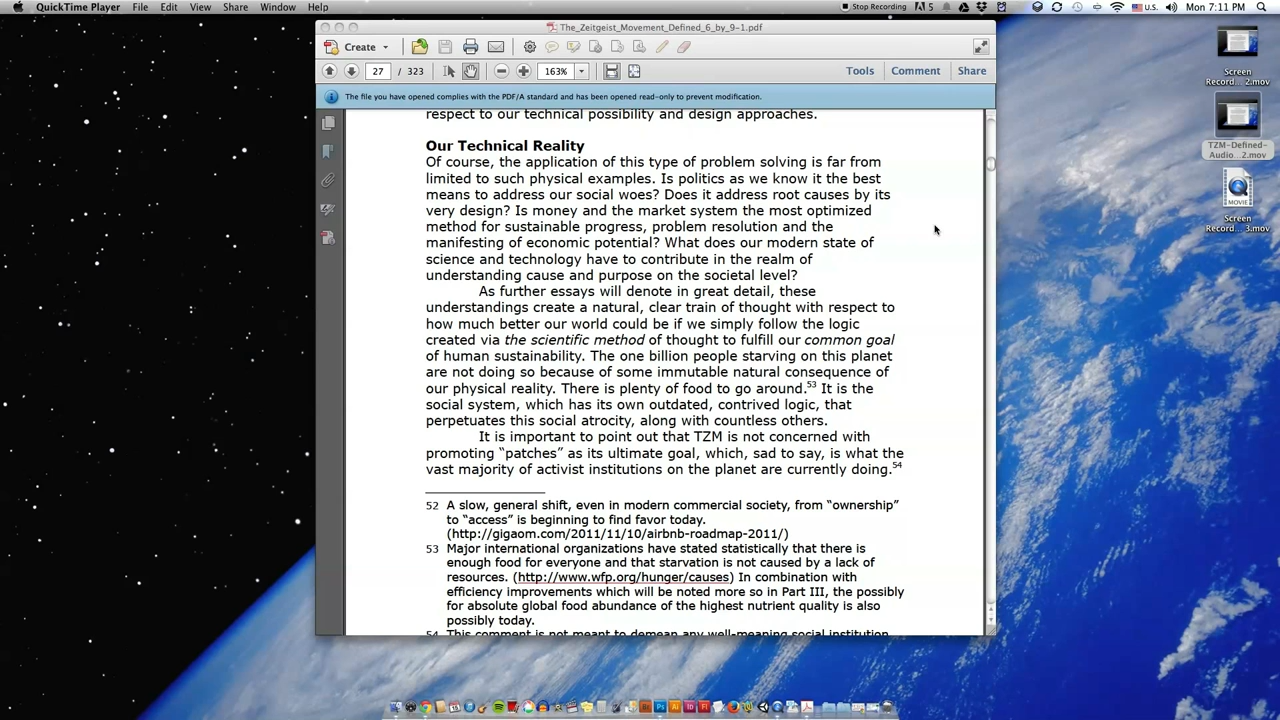 QuickTime Player File Edit View Share Window Help Stop Recording 5 U.S. Mon 7:11 PM
The_Zeitgeist_Movement_Defined_6_by_9-1.pdf
Create
27 / 323 163% Tools Comment Share
The file you have opened complies with the PDF/A standard and has been opened read-only to prevent modification.
respect to our technical possibility and design approaches.
Our Technical Reality
Of course, the application of this type of problem solving is far from
limited to such physical examples. Is politics as we know it the best
means to address our social woes? Does it address root causes by its
very design? Is money and the market system the most optimized
method for sustainable progress, problem resolution and the
manifesting of economic potential? What does our modern state of
science and technology have to contribute in the realm of
understanding cause and purpose on the societal level?
As further essays will denote in great detail, these
understandings create a natural, clear train of thought with respect to
how much better our world could be if we simply follow the logic
created via the scientific method of thought to fulfill our common goal
of human sustainability. The one billion people starving on this planet
are not doing so because of some immutable natural consequence of
our physical reality. There is plenty of food to go around.53 It is the
social system, which has its own outdated, contrived logic, that
perpetuates this social atrocity, along with countless others.
It is important to point out that TZM is not concerned with
promoting “patches” as its ultimate goal, which, sad to say, is what the
vast majority of activist institutions on the planet are currently doing.54
52 A slow, general shift, even in modern commercial society, from “ownership”
to “access” is beginning to find favor today.
(http://gigaom.com/2011/11/10/airbnb-roadmap-2011/)
53 Major international organizations have stated statistically that there is
enough food for everyone and that starvation is not caused by a lack of
resources. (http://www.wfp.org/hunger/causes) In combination with
efficiency improvements which will be noted more so in Part III, the possibly
for absolute global food abundance of the highest nutrient quality is also
possibly today.
54 This comment is not meant to demean any well-meaning social institution
Screen
Record... 2.mov
TZM-Defined-
Audio...2.mov
MOVIE
Screen
Record... 3.mov